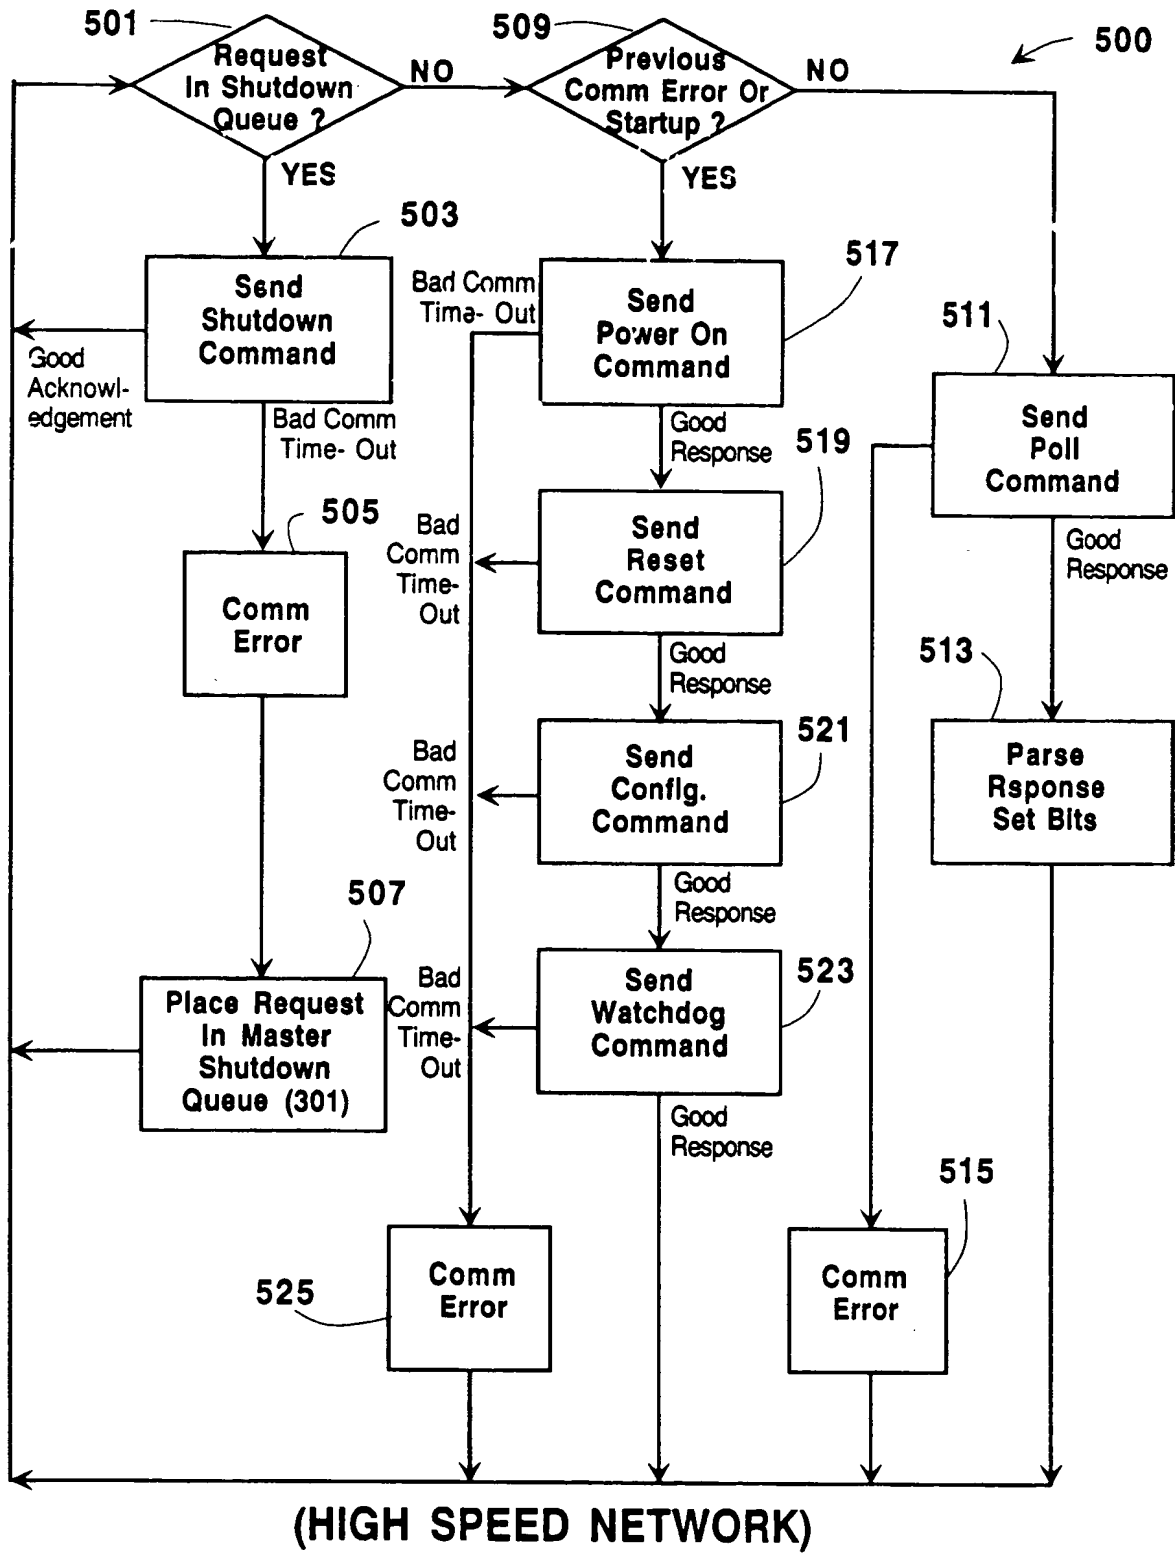 501
Request
In Shutdown
Queue ?
NO
YES
509
Previous
Comm Error Or
Startup ?
NO
YES
500
503
Send
Shutdown
Command
Good
Acknowl-
edgement
Bad Comm
Time- Out
505
Comm
Error
507
Place Request
In Master
Shutdown
Queue (301)
Bad Comm
Time- Out
517
Send
Power On
Command
Good
Response
519
Send
Reset
Command
Bad
Comm
Time-
Out
Good
Response
521
Send
Config.
Command
Bad
Comm
Time-
Out
Good
Response
523
Send
Watchdog
Command
Bad
Comm
Time-
Out
Good
Response
525
Comm
Error
511
Send
Poll
Command
Good
Response
513
Parse
Rsponse
Set Bits
515
Comm
Error
(HIGH SPEED NETWORK)